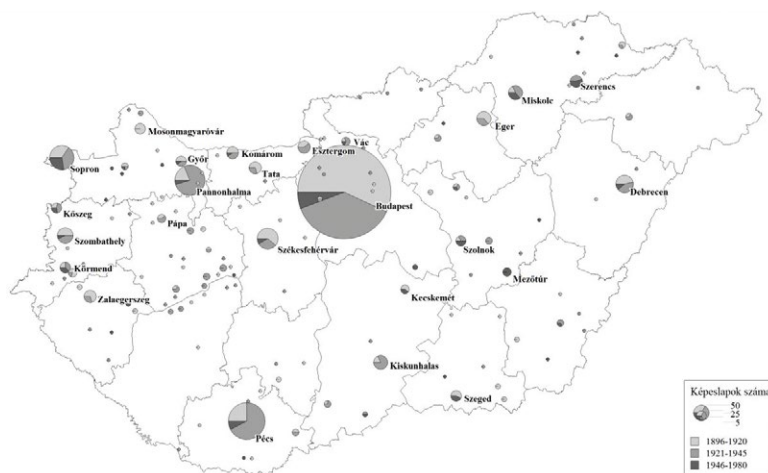 Mosonmagyaróvár
Sopron
Győr
Komárom
Esztergom
Vác
Tata
Pannonhalma
Miskolc
Szerencs
Eger
Budapest
Debrecen
Kőszeg
Pápa
Szombathely
Székesfehérvár
Szolnok
Körmend
Mezőtúr
Zalaegerszeg
Kecskemét
Kiskunhalas
Szeged
Pécs
Képeslapok száma
50
25
5
1896-1920
1921-1945
1946-1980